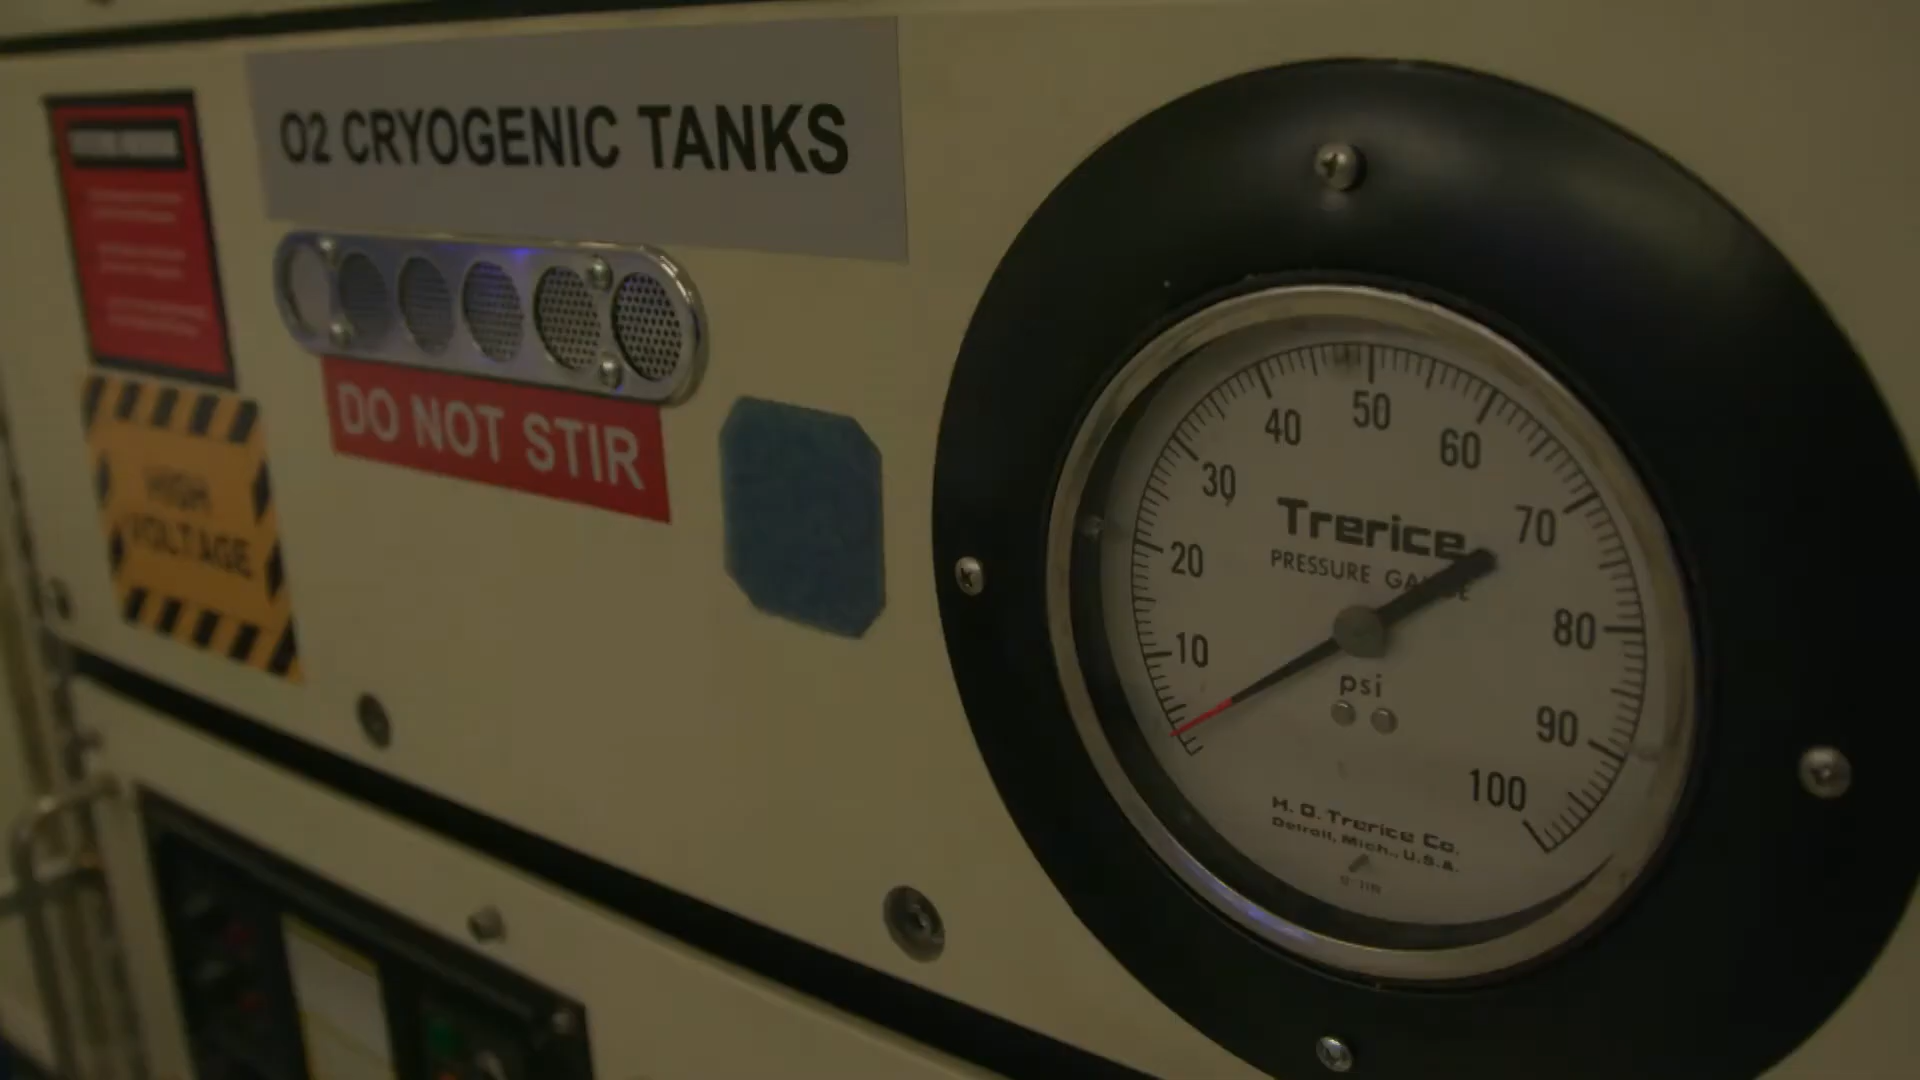 O2 CRYOGENIC TANKS
DO NOT STIR
HIGH
VOLTAGE
10
20
30
40
50
60
70
80
90
100
Trerice
PRESSURE
psi
H. O. Trerice Co.
Detroit, Mich., U.S.A.